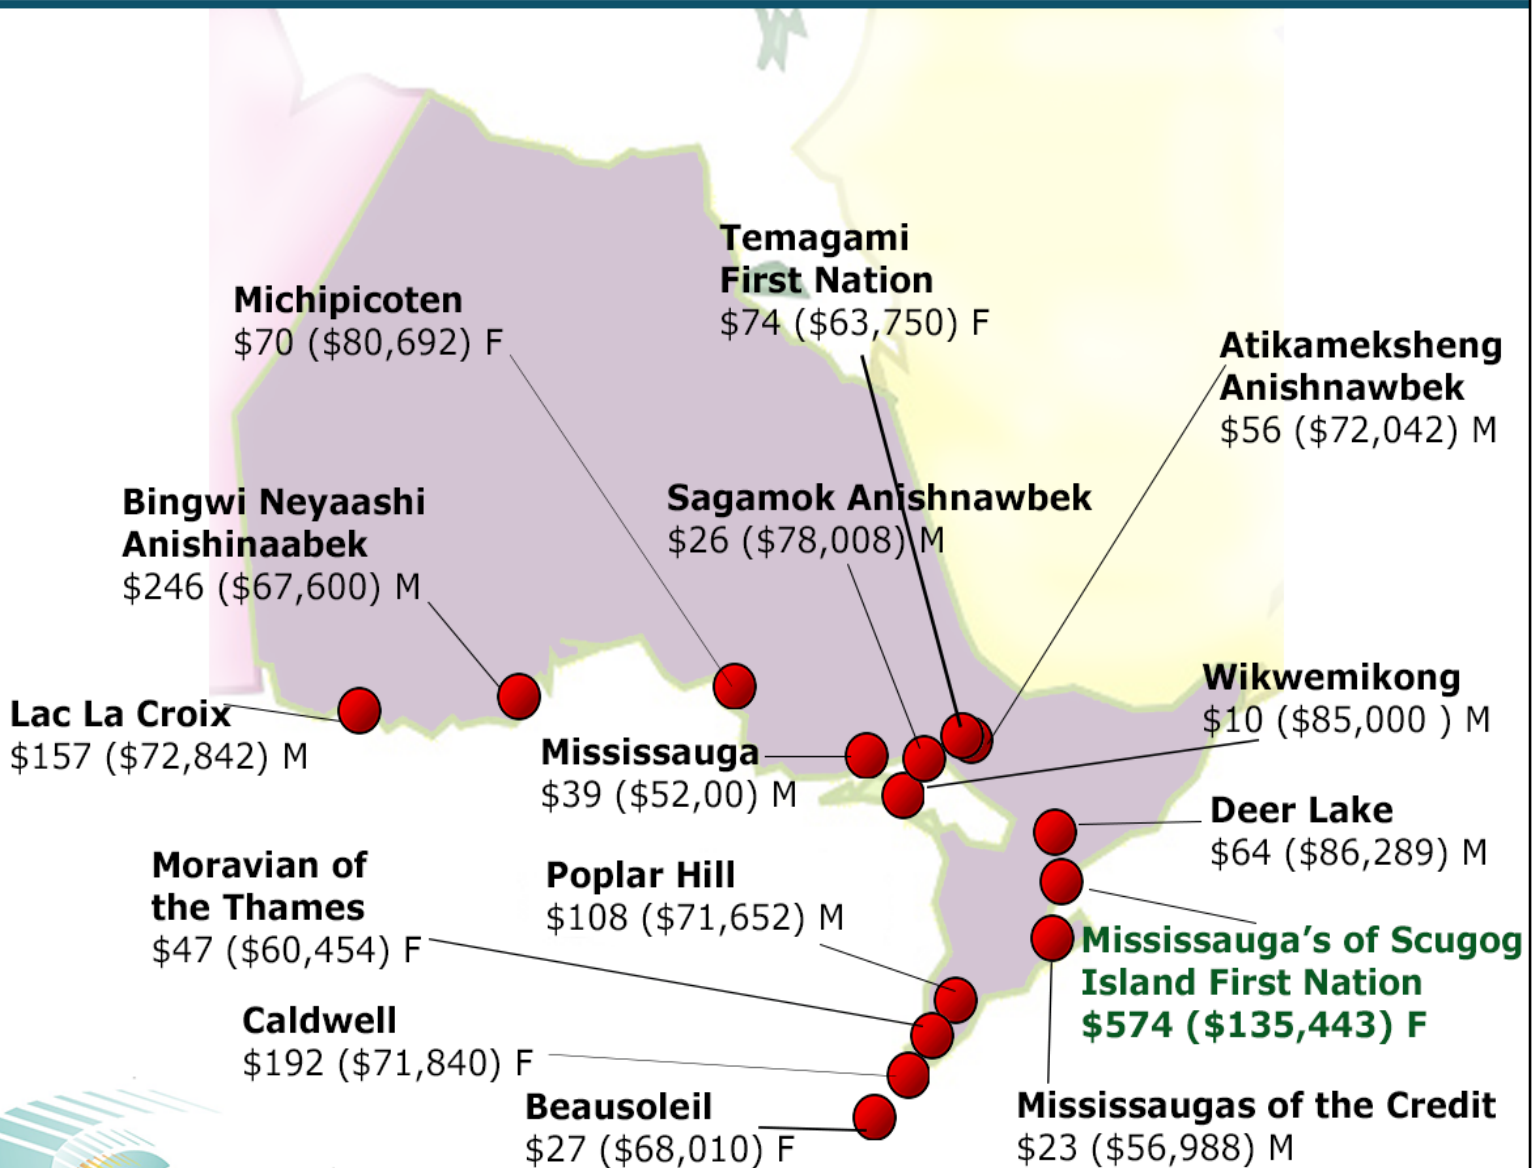 Temagami
First Nation
$74 ($63,750) F
Michipicoten
$70 ($80,692) F
Atikameksheng
Anishnawbek
$56 ($72,042) M
Bingwi Neyaashi
Anishinaabek
$246 ($67,600) M
Sagamok Anishnawbek
$26 ($78,008) M
Wikwemikong
$10 ($85,000 ) M
Lac La Croix
$157 ($72,842) M
Mississauga
$39 ($52,00) M
Deer Lake
$64 ($86,289) M
Moravian of
the Thames
$47 ($60,454) F
Poplar Hill
$108 ($71,652) M
Mississauga’s of Scugog
Island First Nation
$574 ($135,443) F
Caldwell
$192 ($71,840) F
Beausoleil
$27 ($68,010) F
Mississaugas of the Credit
$23 ($56,988) M